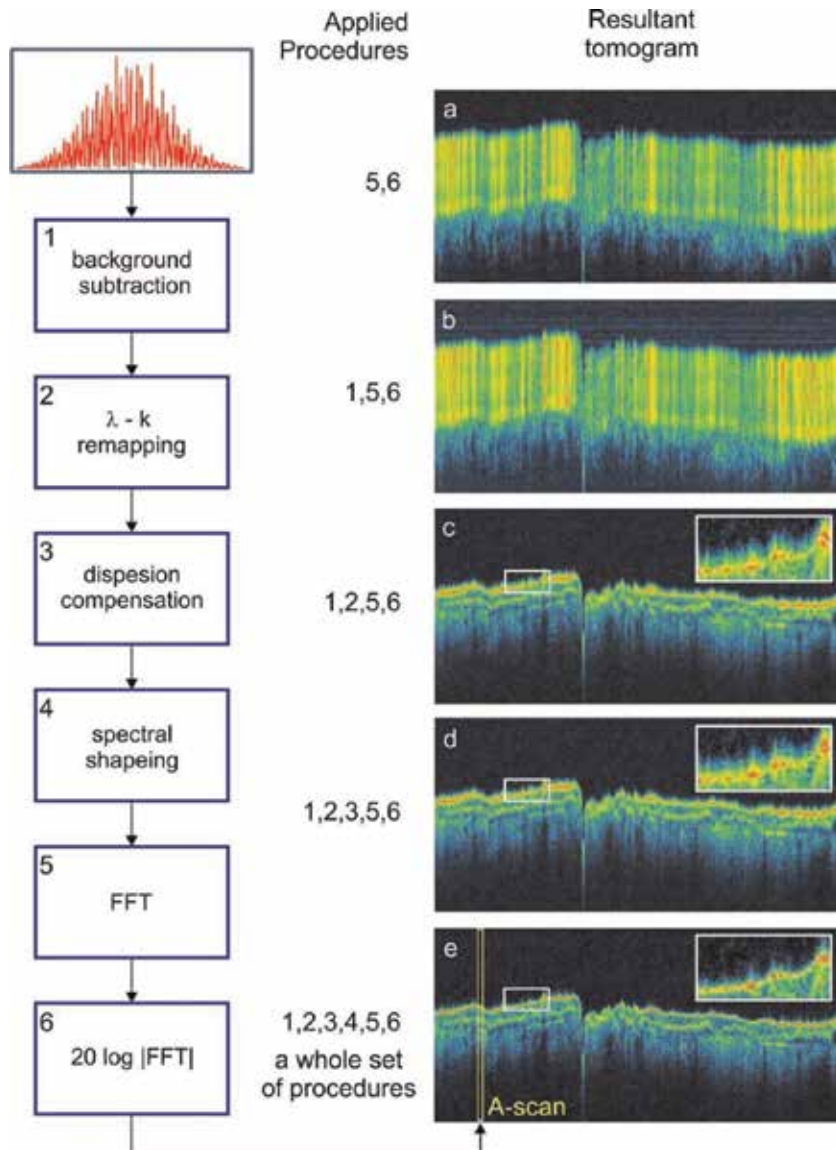 Applied
Procedures
Resultant
tomogram
1
background
subtraction
2
λ - k
remapping
3
dispesion
compensation
4
spectral
shapeing
5
FFT
6
20 log |FFT|
5,6
1,5,6
1,2,5,6
1,2,3,5,6
1,2,3,4,5,6
a whole set
of procedures
a
b
c
d
e
A-scan